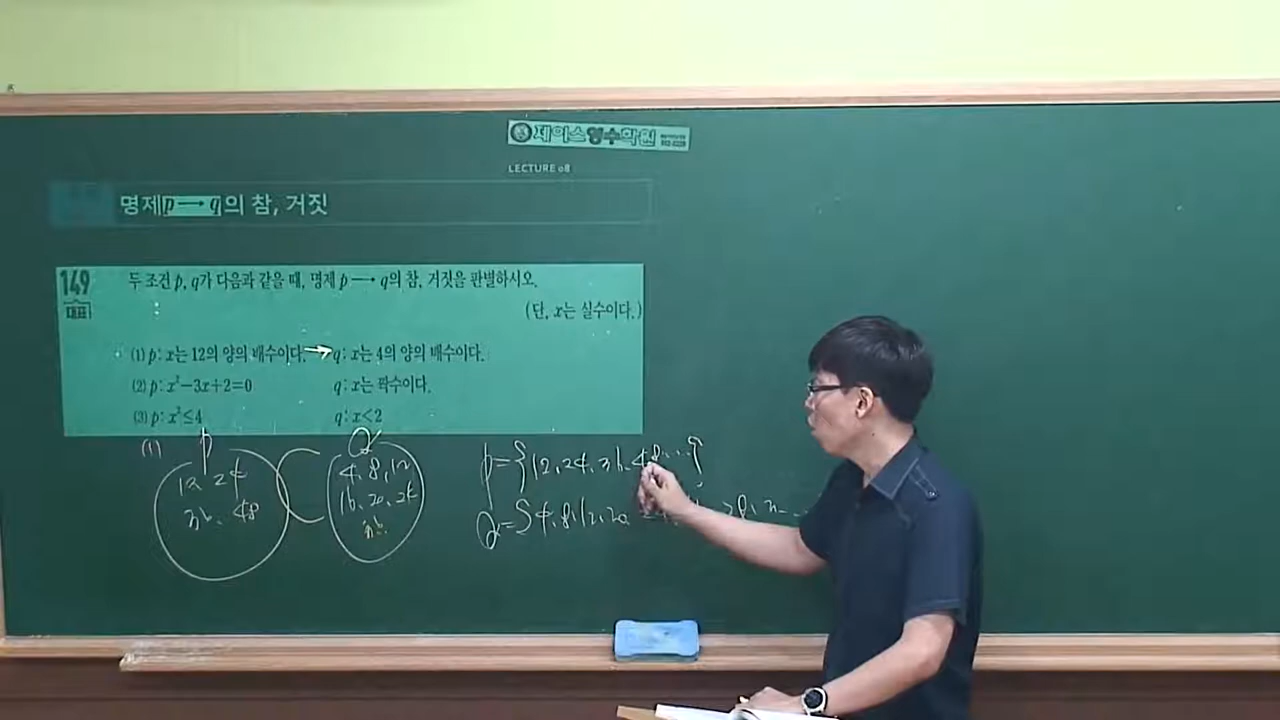 제이스영수학원
LECTURE 08
명제 p → q의 참, 거짓
149
대표
두 조건 p, q가 다음과 같을 때, 명제 p → q의 참, 거짓을 판별하시오.
(단, x는 실수이다.)
(1) p: x는 12의 양의 배수이다. → q: x는 4의 양의 배수이다.
(2) p: x²-3x+2=0 q: x는 짝수이다.
(3) p: x²≤4 q: x<2
(1) P Q
12 24
36. 48
4. 8, 12
16. 20. 24
36..
P={12, 24, 36, 48, ...}
Q={4, 8, 12, 20,